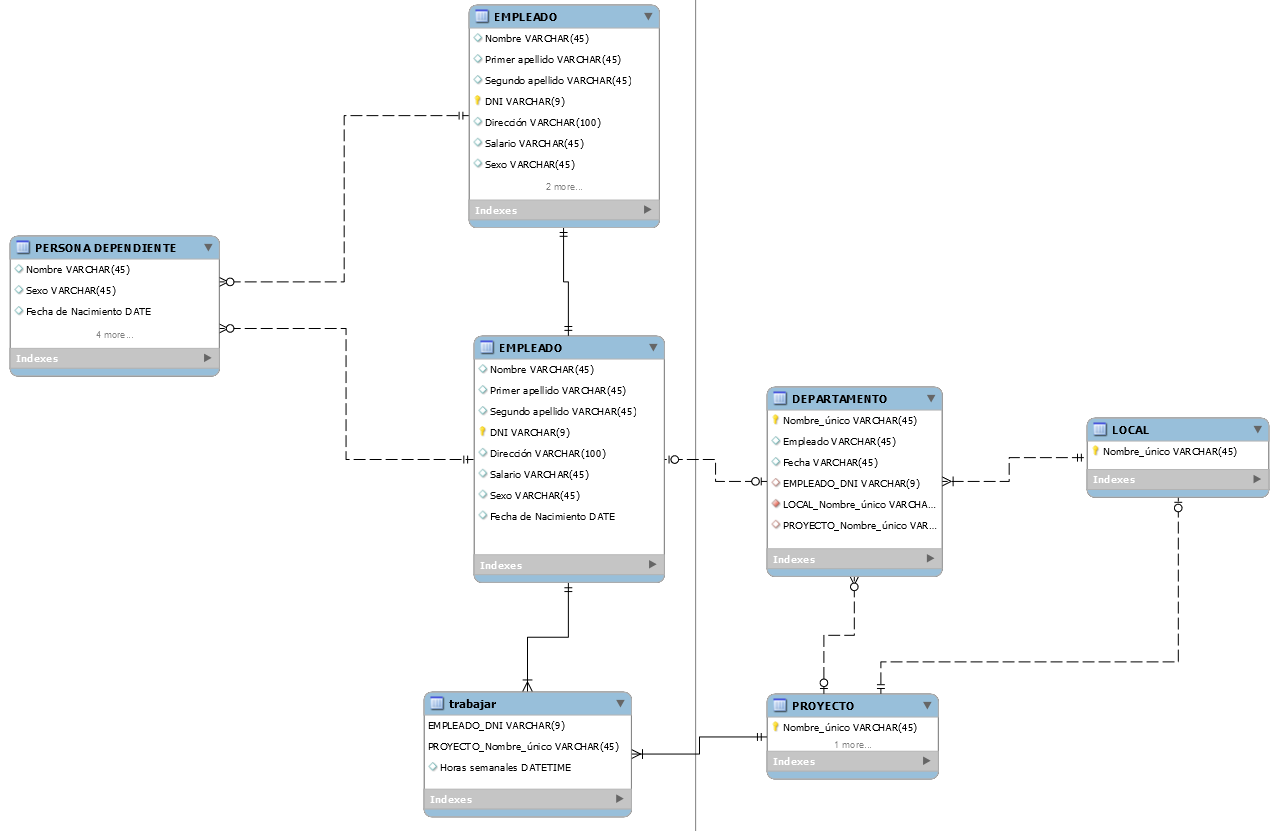 EMPLEADO
Nombre VARCHAR(45)
Primer apellido VARCHAR(45)
Segundo apellido VARCHAR(45)
DNI VARCHAR(9)
Dirección VARCHAR(100)
Salario VARCHAR(45)
Sexo VARCHAR(45)
2 more...
Indexes
PERSONA DEPENDIENTE
Nombre VARCHAR(45)
Sexo VARCHAR(45)
Fecha de Nacimiento DATE
4 more...
Indexes
EMPLEADO
Nombre VARCHAR(45)
Primer apellido VARCHAR(45)
Segundo apellido VARCHAR(45)
DNI VARCHAR(9)
Dirección VARCHAR(100)
Salario VARCHAR(45)
Sexo VARCHAR(45)
Fecha de Nacimiento DATE
Indexes
DEPARTAMENTO
Nombre_único VARCHAR(45)
Empleado VARCHAR(45)
Fecha VARCHAR(45)
EMPLEADO_DNI VARCHAR(9)
LOCAL_Nombre_único VARCHA...
PROYECTO_Nombre_único VAR...
Indexes
LOCAL
Nombre_único VARCHAR(45)
Indexes
trabajar
EMPLEADO_DNI VARCHAR(9)
PROYECTO_Nombre_único VARCHAR(45)
Horas semanales DATETIME
Indexes
PROYECTO
Nombre_único VARCHAR(45)
1 more...
Indexes